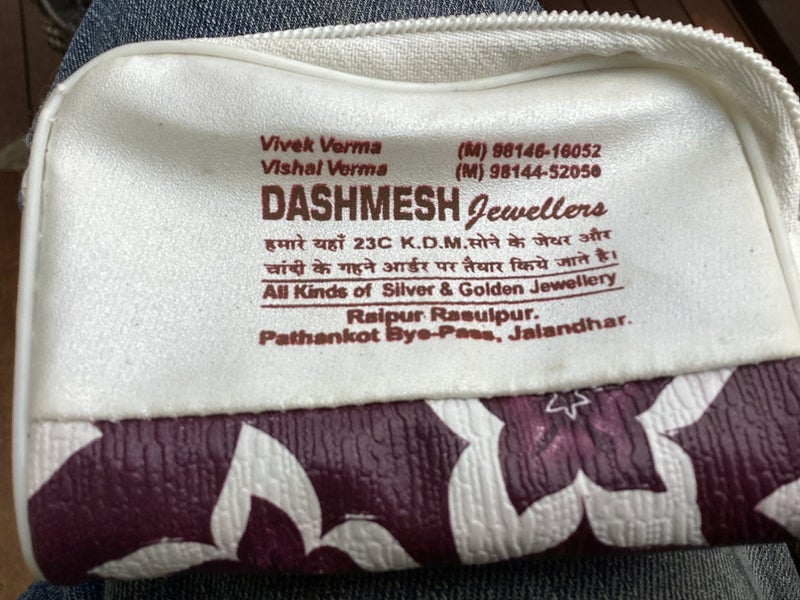 Vivek Verma (M) 98146-16052
Vishal Verma (M) 98144-52056
DASHMESH Jewellers
हमारे यहाँ 23C K.D.M.सोने के जेवर और
चांदी के गहने आर्डर पर तैयार किये जाते है।
All Kinds of Silver & Golden Jewellery
Raipur Rasulpur.
Pathankot Bye-Pass, Jalandhar.